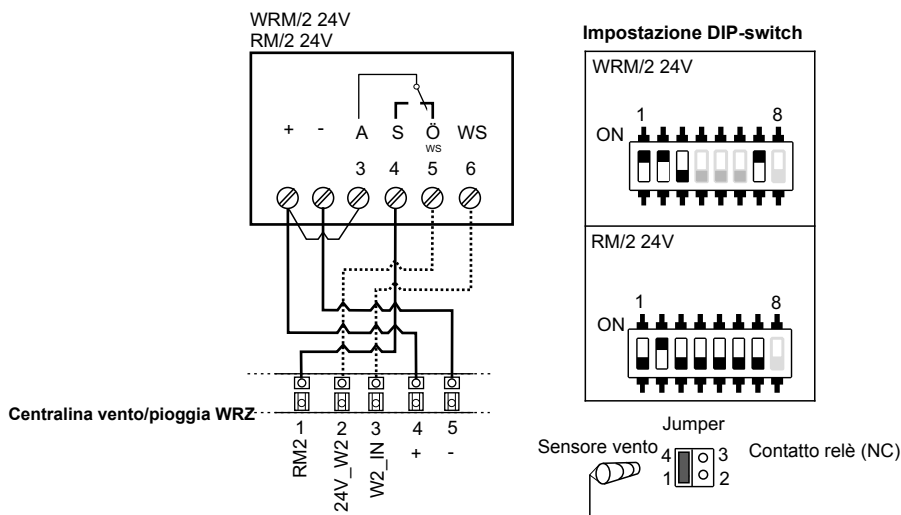 WRM/2 24V
RM/2 24V
+ - A S Ö WS
WS
3 4 5 6
Centralina vento/pioggia WRZ
1 2 3 4 5
RM2 24V_W2 W2_IN + -
Impostazione DIP-switch
WRM/2 24V
1 8
ON
RM/2 24V
1 8
ON
Jumper
Sensore vento 4 3 Contatto relè (NC)
1 2